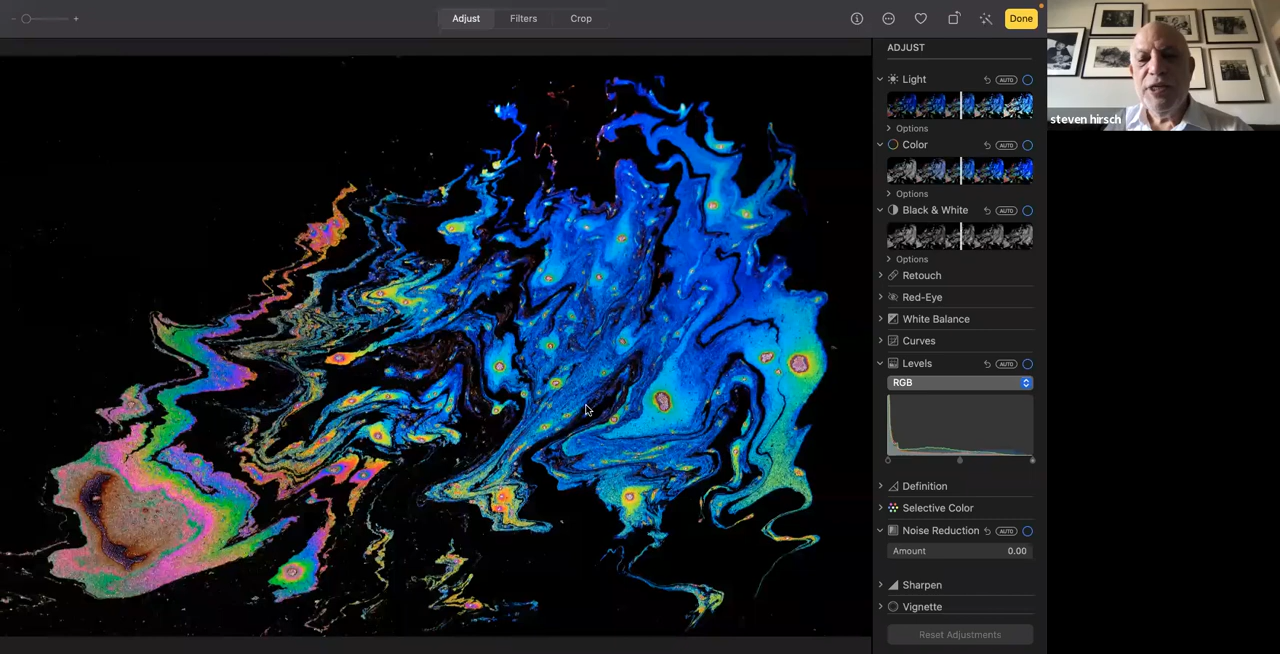 Adjust
Filters
Crop
Done
steven hirsch
ADJUST
Light AUTO
Options
Color AUTO
Options
Black & White AUTO
Options
Retouch
Red-Eye
White Balance
Curves
Levels AUTO
RGB
Definition
Selective Color
Noise Reduction AUTO
Amount 0.00
Sharpen
Vignette
Reset Adjustments